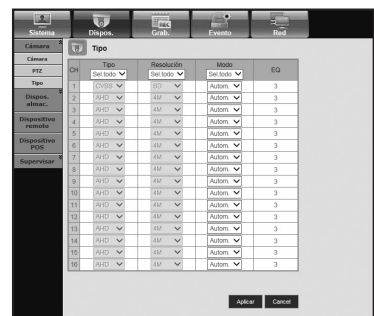 Sistema Dispos. Grab. Evento Red
Cámara
Cámara
PTZ
Tipo
Dispos. almac.
Dispositivo remoto
Dispositivo POS
Supervisar
Tipo
CH Tipo Resolución Modo EQ
Sel.todo Sel.todo Sel.todo
1 CVBS BD Autom. 3
2 AHD 4M Autom. 3
3 AHD 4M Autom. 3
4 AHD 4M Autom. 3
5 AHD 4M Autom. 3
6 AHD 4M Autom. 3
7 AHD 4M Autom. 3
8 AHD 4M Autom. 3
9 AHD 4M Autom. 3
10 AHD 4M Autom. 3
11 AHD 4M Autom. 3
12 AHD 4M Autom. 3
13 AHD 4M Autom. 3
14 AHD 4M Autom. 3
15 AHD 4M Autom. 3
16 AHD 4M Autom. 3
Aplicar Cancel